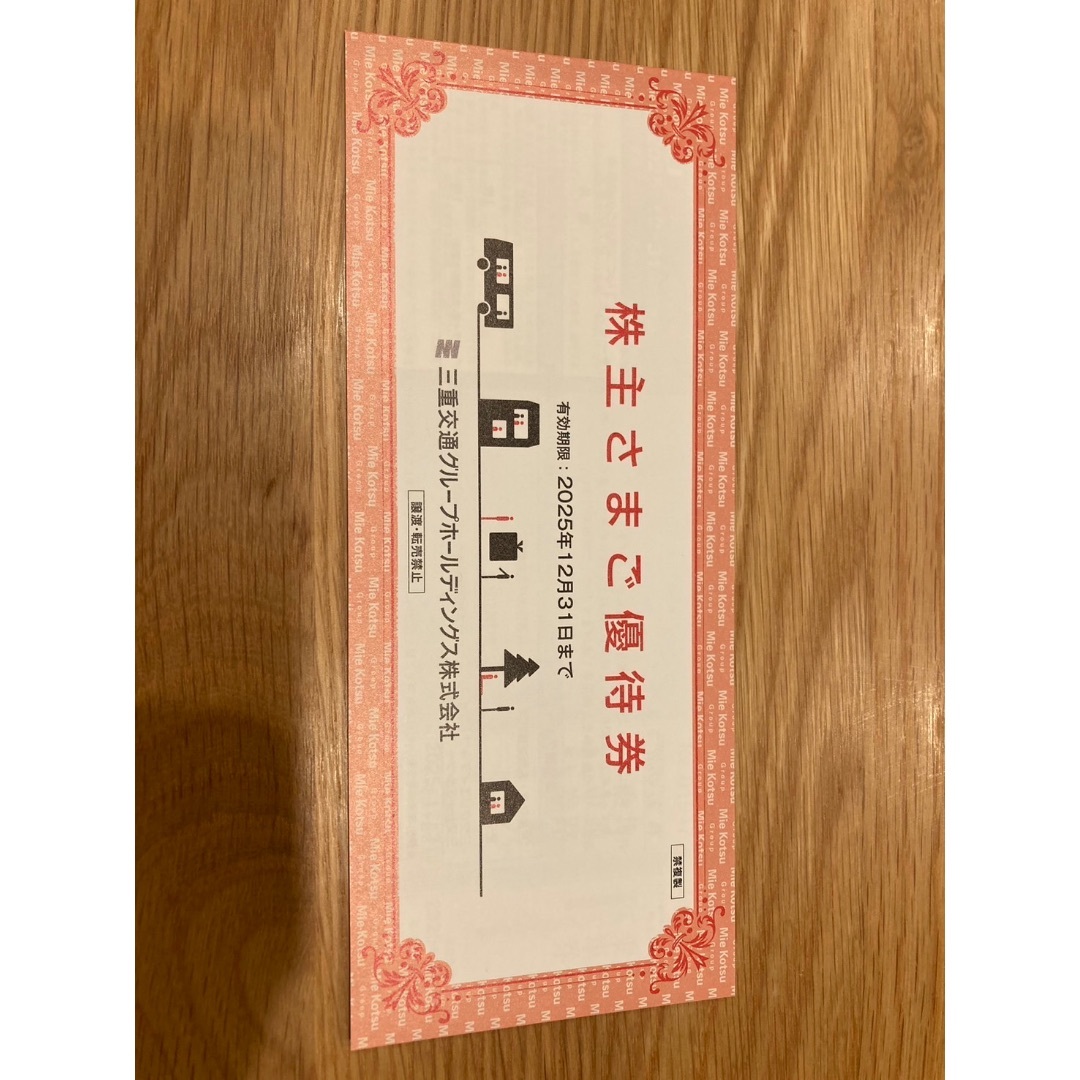 禁複製
株主さまご優待券
有効期限：2025年12月31日まで
三重交通グループホールディングス株式会社
譲渡・転売禁止
Mie Kotsu
Group